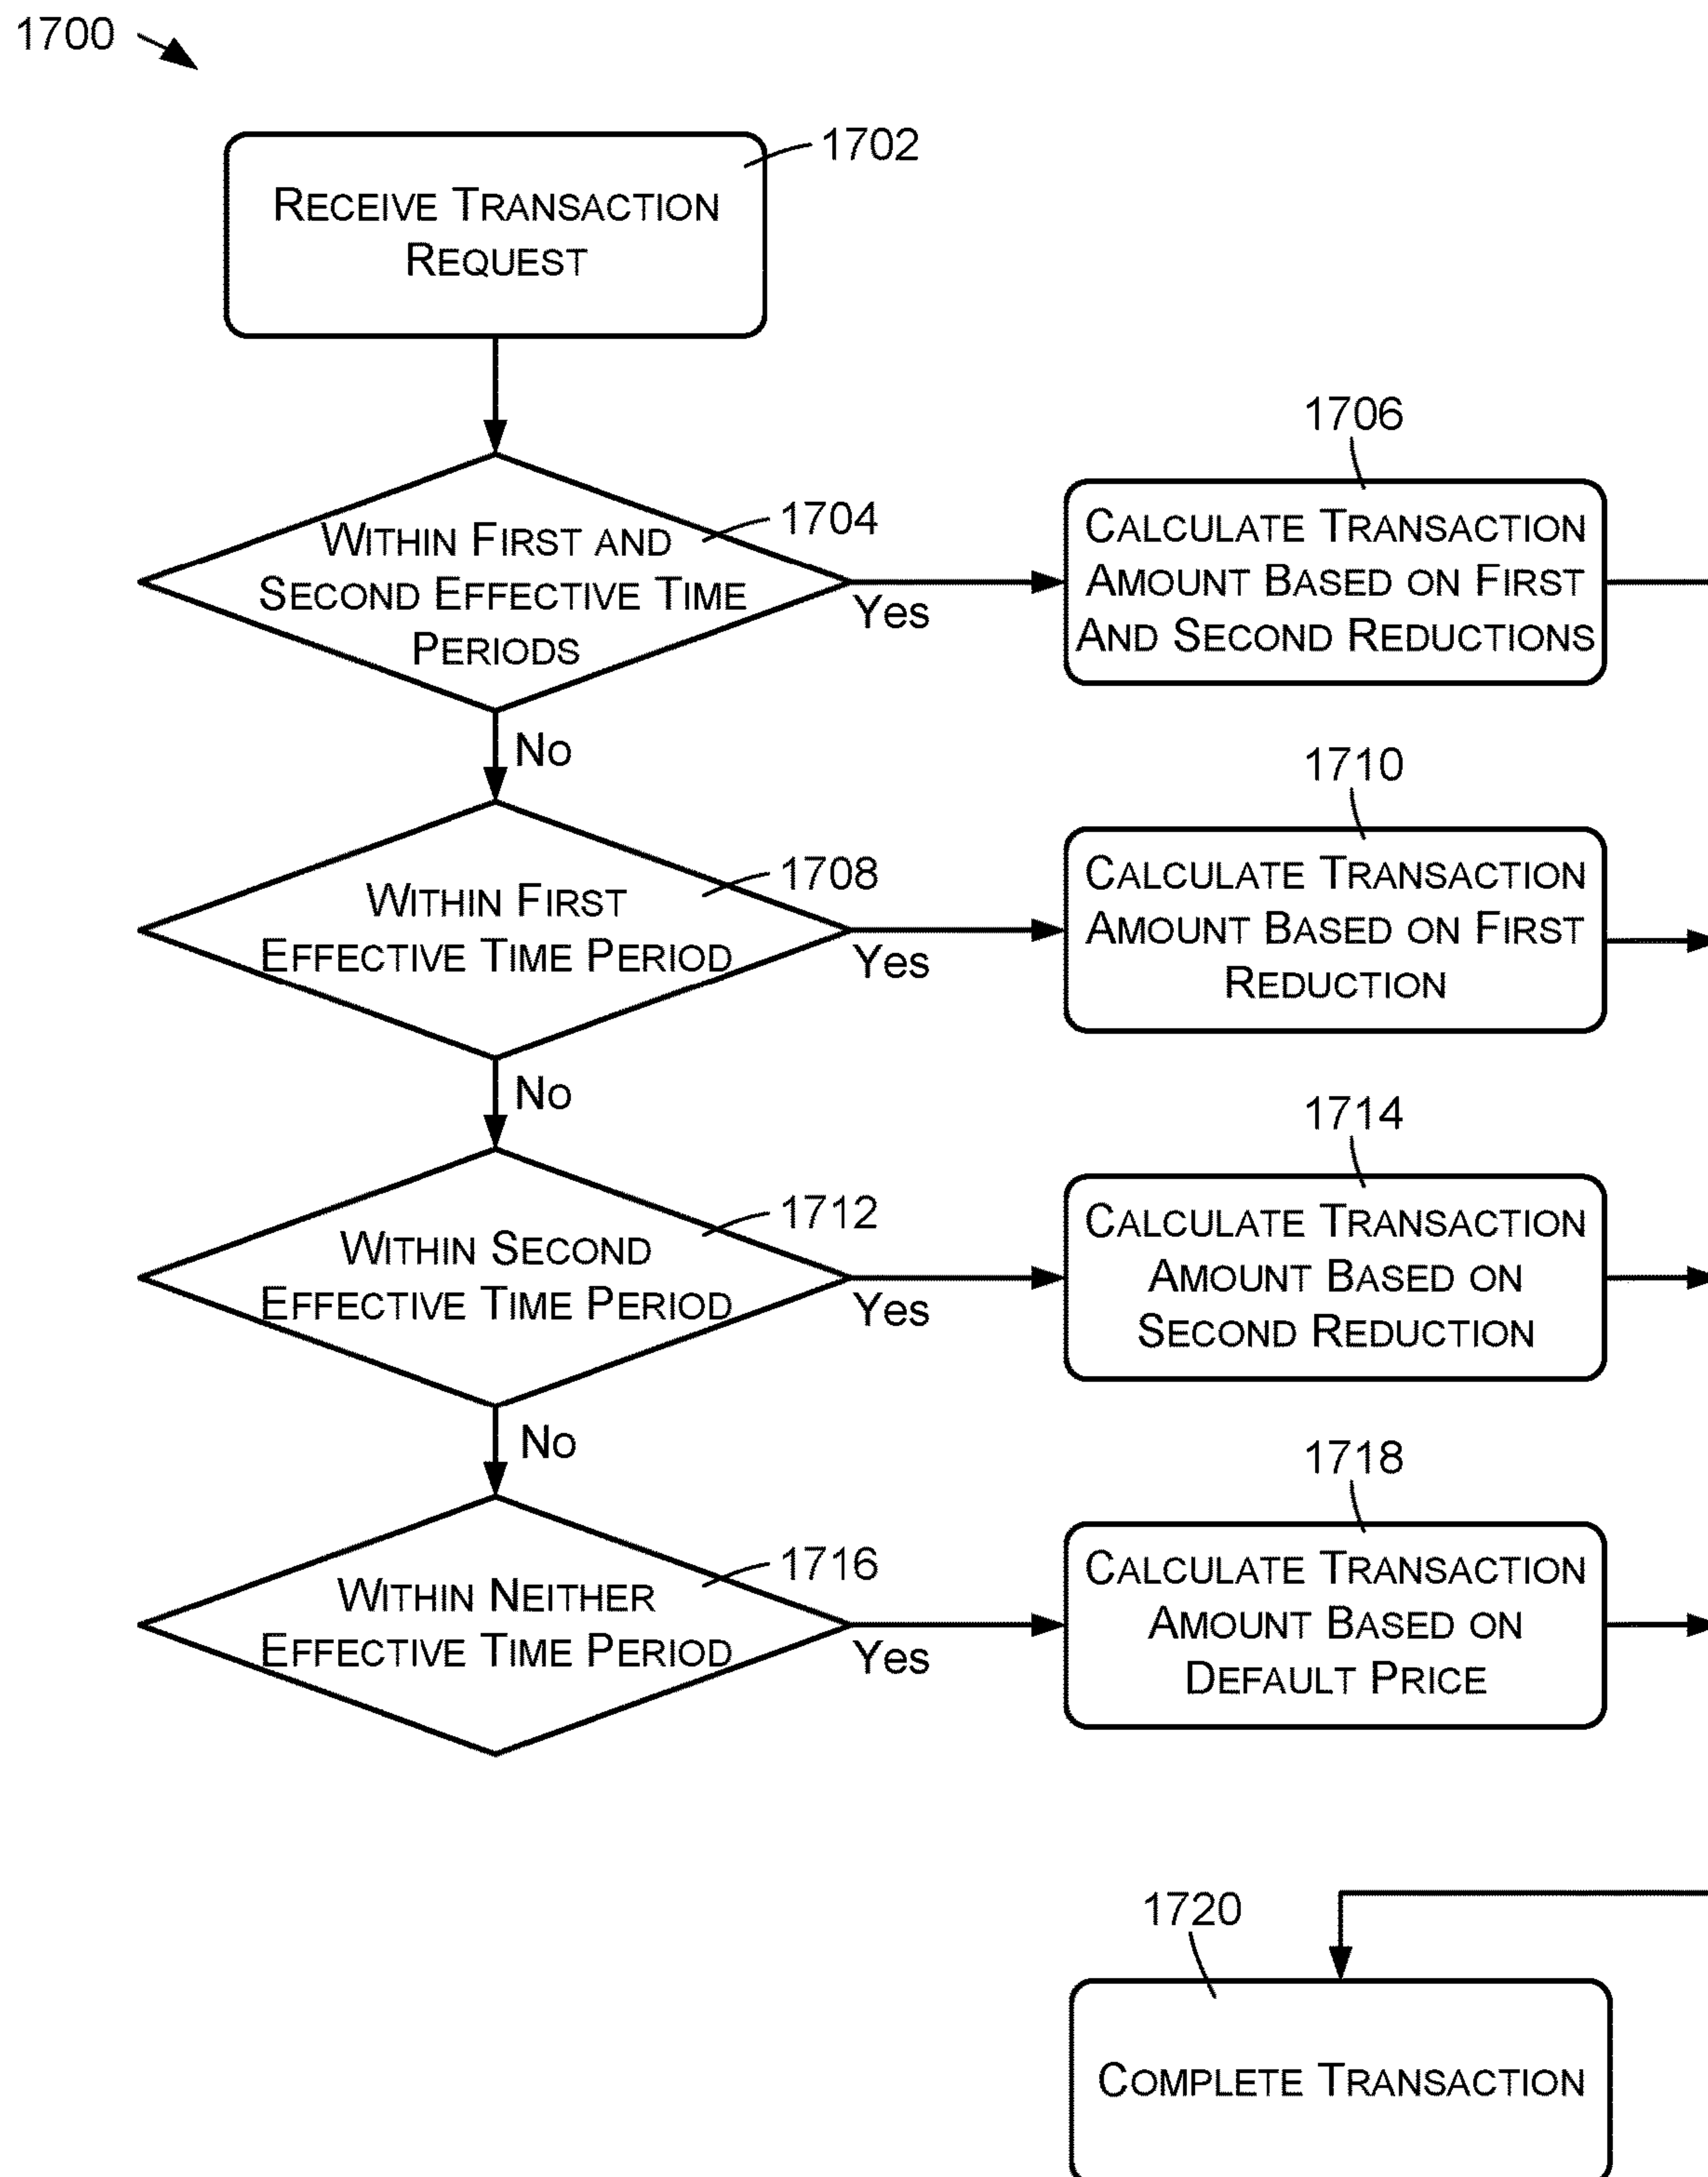 1700
1702
Receive Transaction
Request
1704
Within First and
Second Effective Time
Periods
Yes
1706
Calculate Transaction
Amount Based on First
And Second Reductions
No
1708
Within First
Effective Time Period
Yes
1710
Calculate Transaction
Amount Based on First
Reduction
No
1712
Within Second
Effective Time Period
Yes
1714
Calculate Transaction
Amount Based on
Second Reduction
No
1716
Within Neither
Effective Time Period
Yes
1718
Calculate Transaction
Amount Based on
Default Price
1720
Complete Transaction